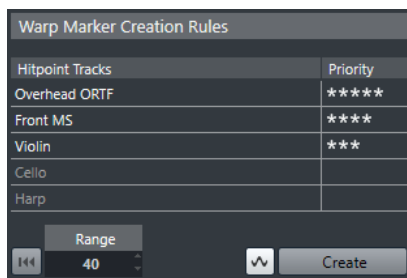 Warp Marker Creation Rules
Hitpoint Tracks Priority
Overhead ORTF *****
Front MS ****
Violin ***
Cello
Harp
Range
40 Create